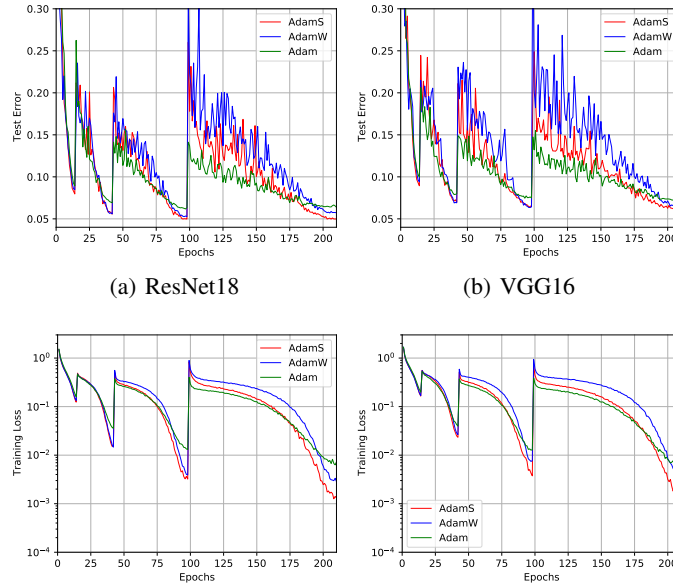 0.30
0.25
0.20
0.15
0.10
0.05
Test Error
0 25 50 75 100 125 150 175 200
Epochs
AdamS
AdamW
Adam
(a) ResNet18
0.30
0.25
0.20
0.15
0.10
0.05
Test Error
0 25 50 75 100 125 150 175 200
Epochs
AdamS
AdamW
Adam
(b) VGG16
10⁰
10⁻¹
10⁻²
10⁻³
10⁻⁴
Training Loss
0 25 50 75 100 125 150 175 200
Epochs
AdamS
AdamW
Adam
10⁰
10⁻¹
10⁻²
10⁻³
10⁻⁴
Training Loss
0 25 50 75 100 125 150 175 200
Epochs
AdamS
AdamW
Adam